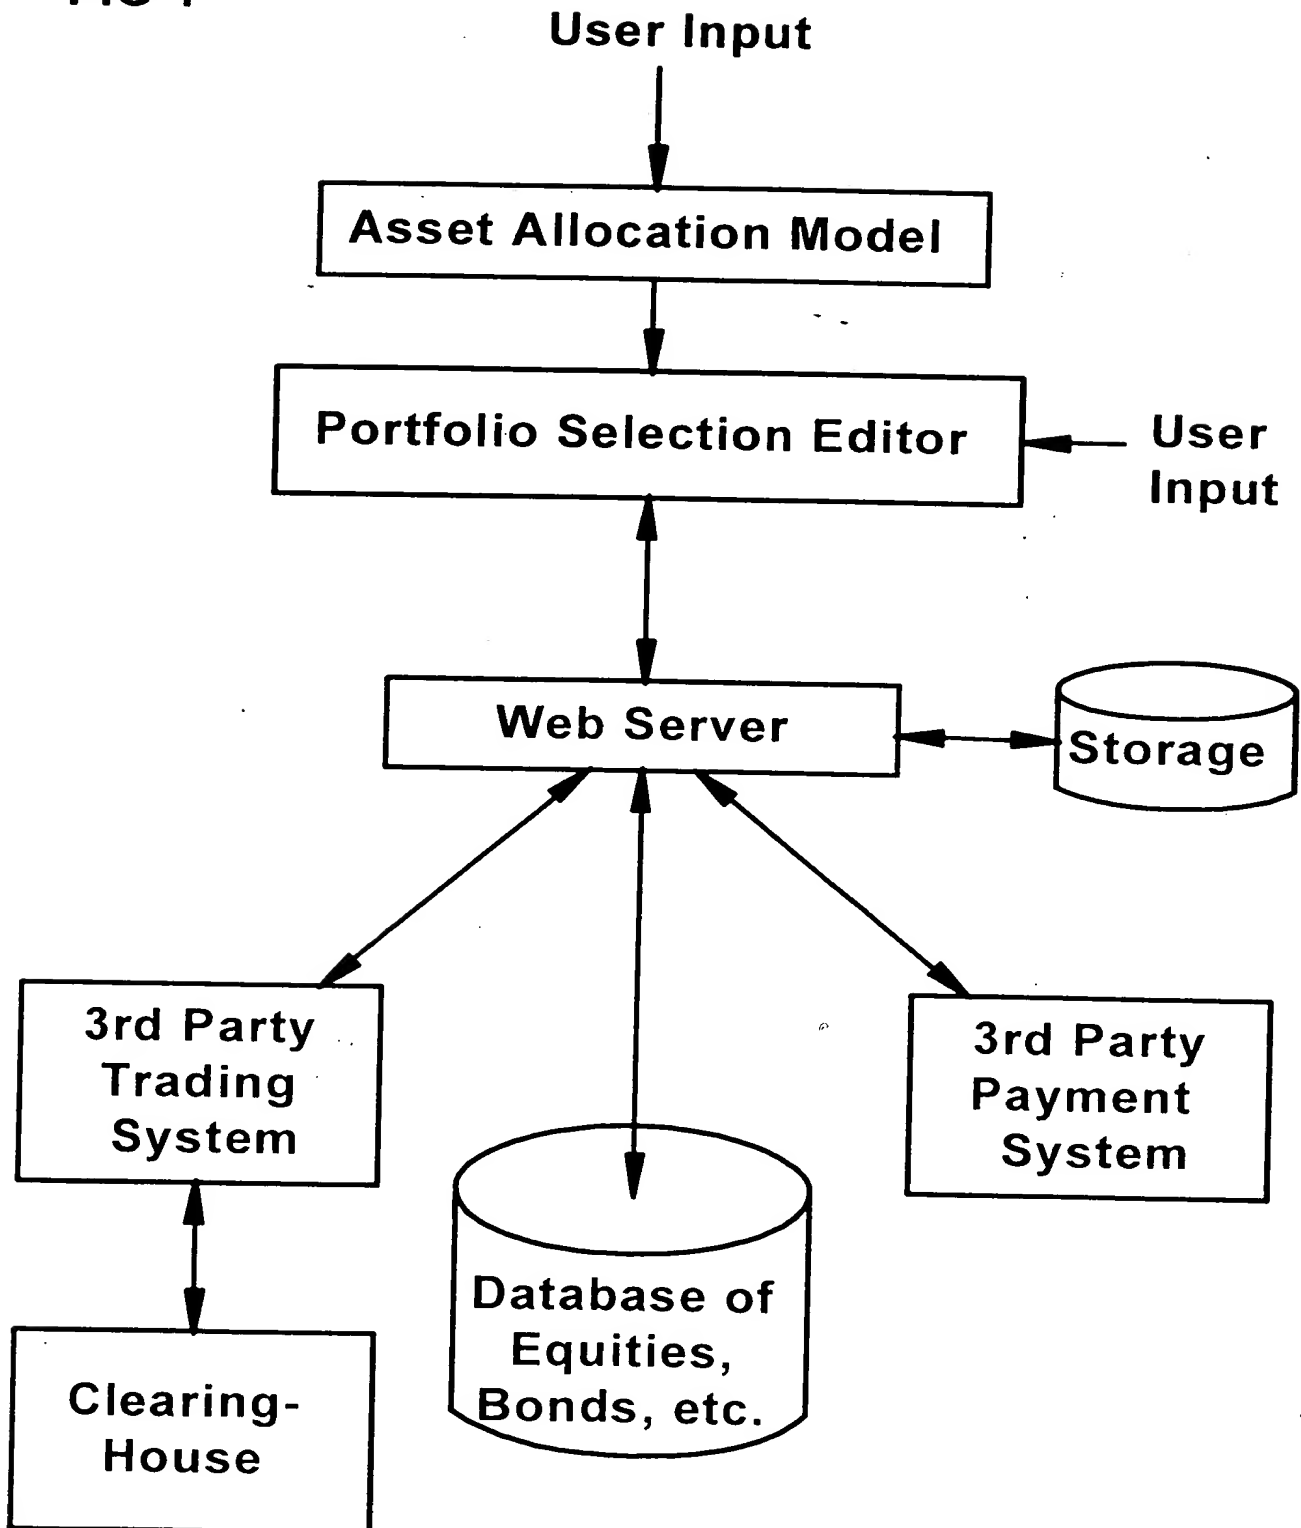 User Input
Asset Allocation Model
Portfolio Selection Editor
User
Input
Web Server
Storage
3rd Party
Trading
System
3rd Party
Payment
System
Database of
Equities,
Bonds, etc.
Clearing-
House